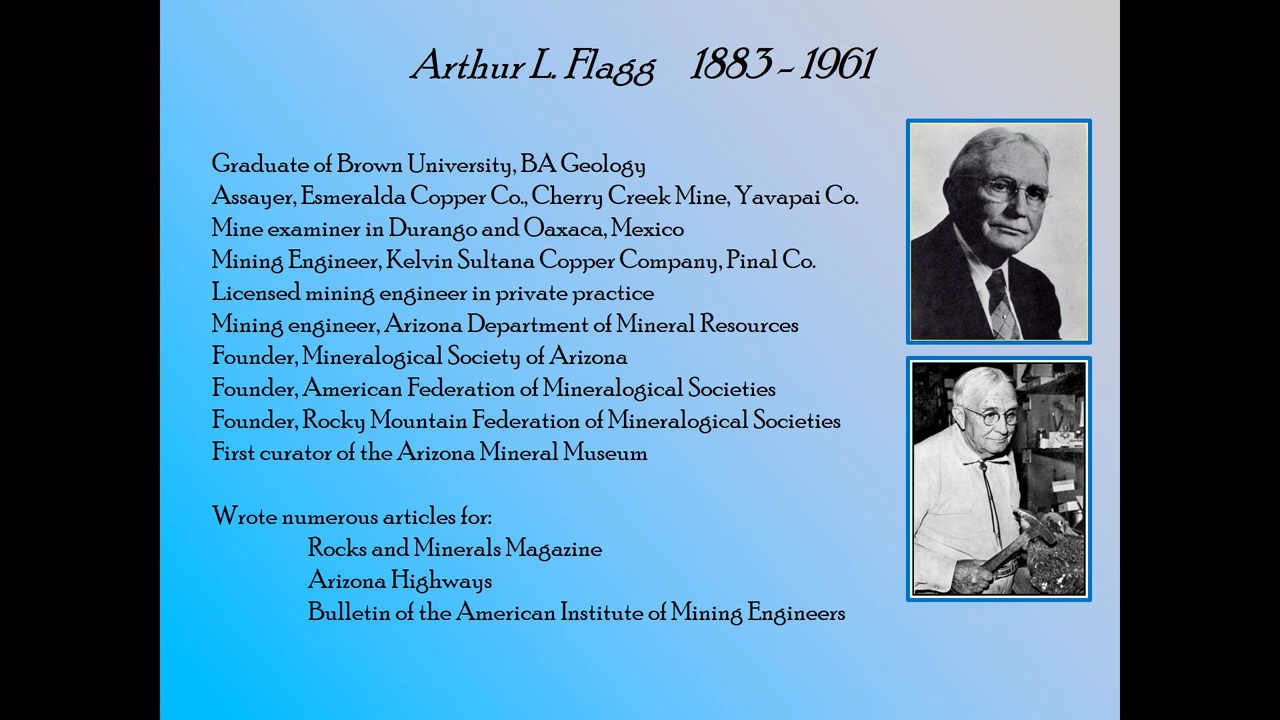 Arthur L. Flagg 1883 - 1961
Graduate of Brown University, BA Geology
Assayer, Esmeralda Copper Co., Cherry Creek Mine, Yavapai Co.
Mine examiner in Durango and Oaxaca, Mexico
Mining Engineer, Kelvin Sultana Copper Company, Pinal Co.
Licensed mining engineer in private practice
Mining engineer, Arizona Department of Mineral Resources
Founder, Mineralogical Society of Arizona
Founder, American Federation of Mineralogical Societies
Founder, Rocky Mountain Federation of Mineralogical Societies
First curator of the Arizona Mineral Museum
Wrote numerous articles for:
Rocks and Minerals Magazine
Arizona Highways
Bulletin of the American Institute of Mining Engineers